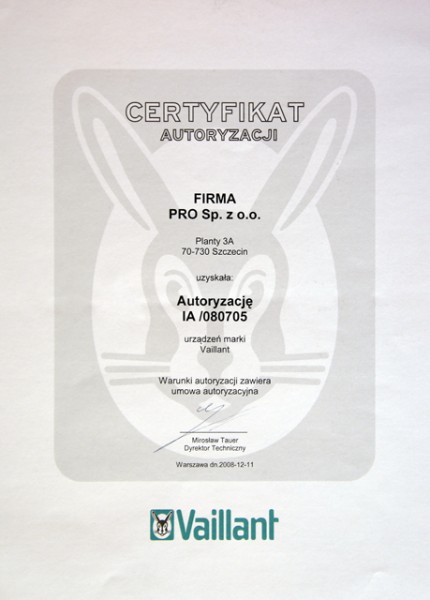 CERTYFIKAT
AUTORYZACJI
FIRMA
PRO Sp. z o.o.
Planty 3A
70-730 Szczecin
uzyskała:
Autoryzację
IA /080705
urządzeń marki
Vaillant
Warunki autoryzacji zawiera
umowa autoryzacyjna
Mirosław Tauer
Dyrektor Techniczny
Warszawa dn.2008-12-11
Vaillant